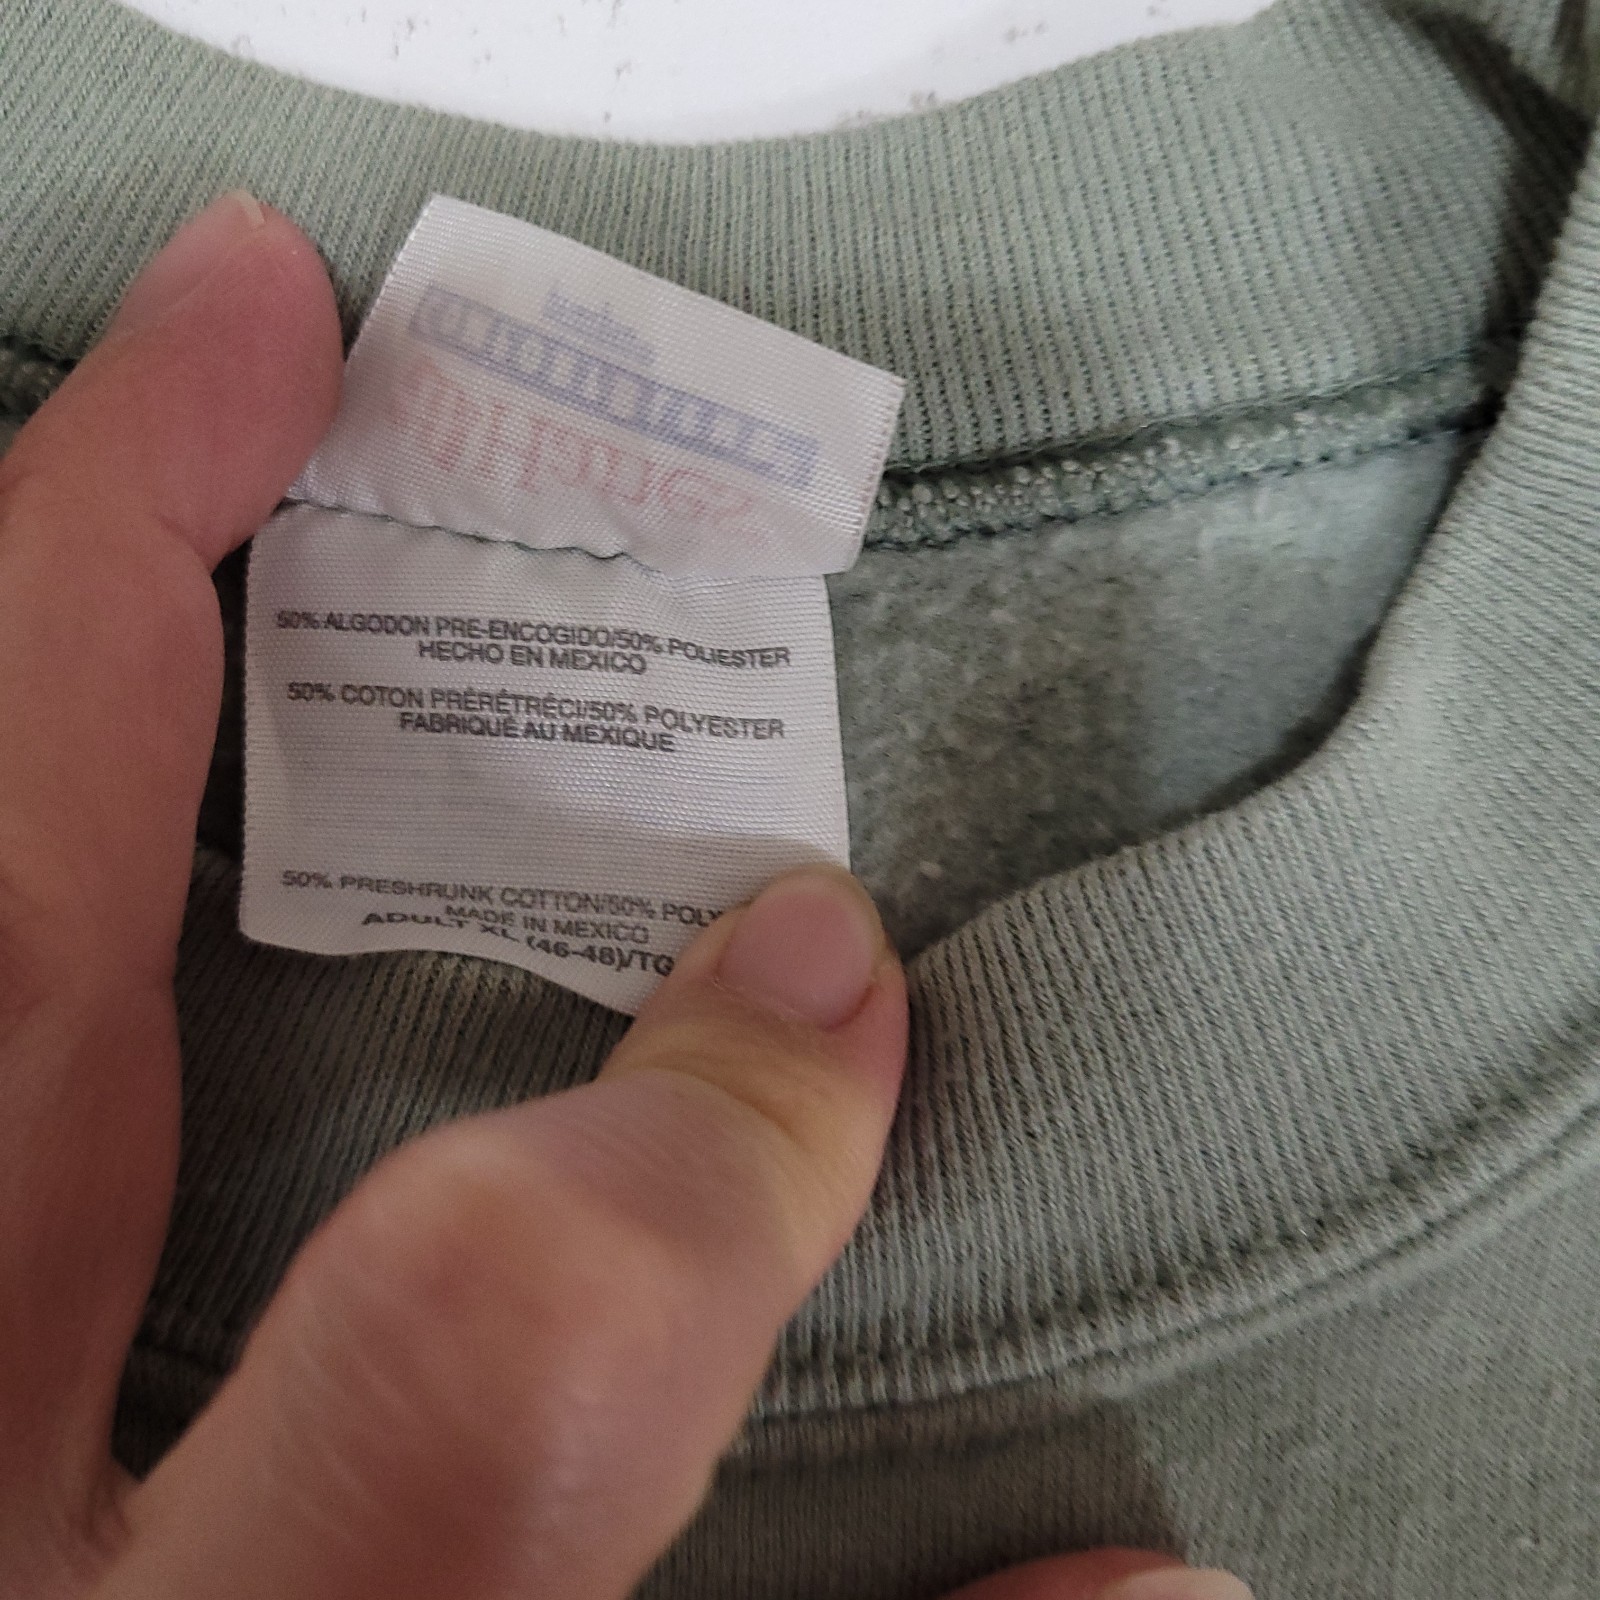 50% ALGODON PRE-ENCOGIDO/50% POLIESTER
HECHO EN MEXICO
50% COTON PRÉRÉTRÉCI/50% POLYESTER
FABRIQUÉ AU MEXIQUE
50% PRESHRUNK COTTON/50% POLY
MADE IN MEXICO
ADULT XL (46-48)/TG